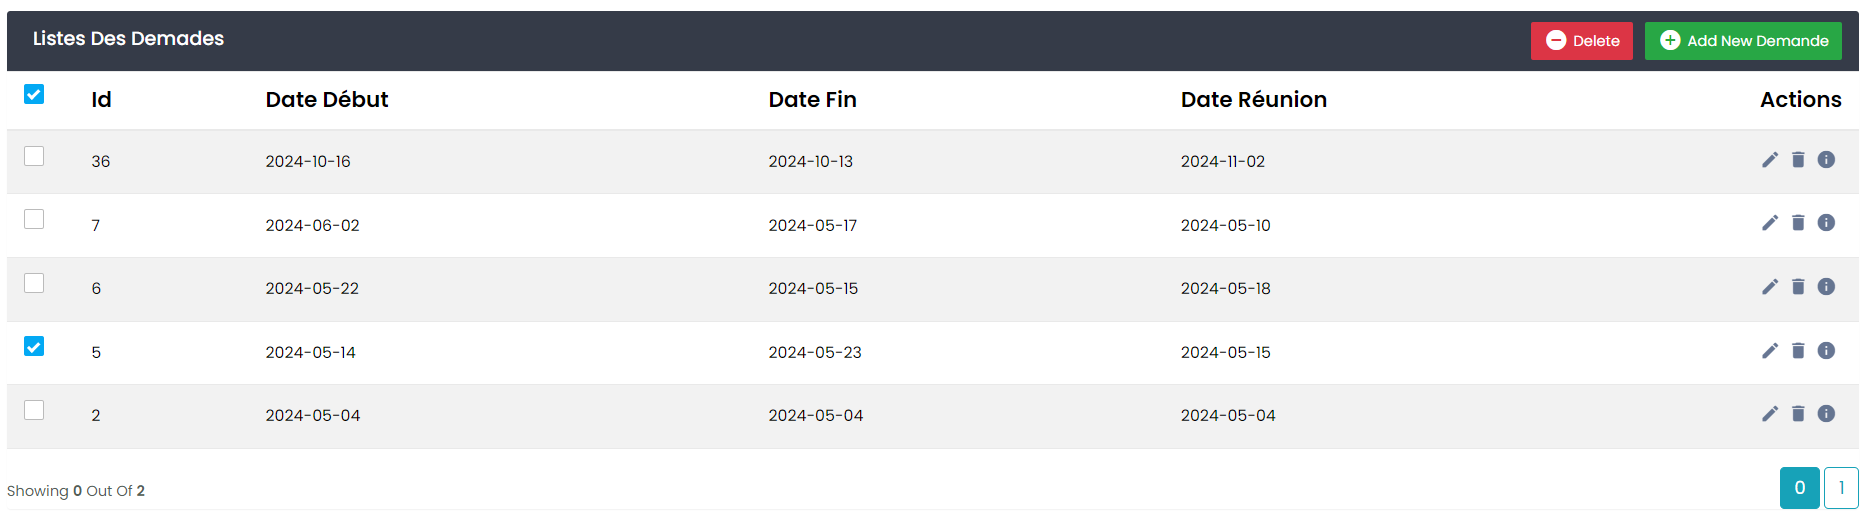 Listes Des Demades Delete Add New Demande
Id Date Début Date Fin Date Réunion Actions
36 2024-10-16 2024-10-13 2024-11-02
7 2024-06-02 2024-05-17 2024-05-10
6 2024-05-22 2024-05-15 2024-05-18
5 2024-05-14 2024-05-23 2024-05-15
2 2024-05-04 2024-05-04 2024-05-04
Showing 0 Out Of 2 0 1